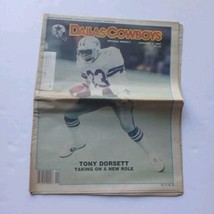 DALLAS COWBOYS
33
TONY DORSETT
TAKING ON A NEW ROLE